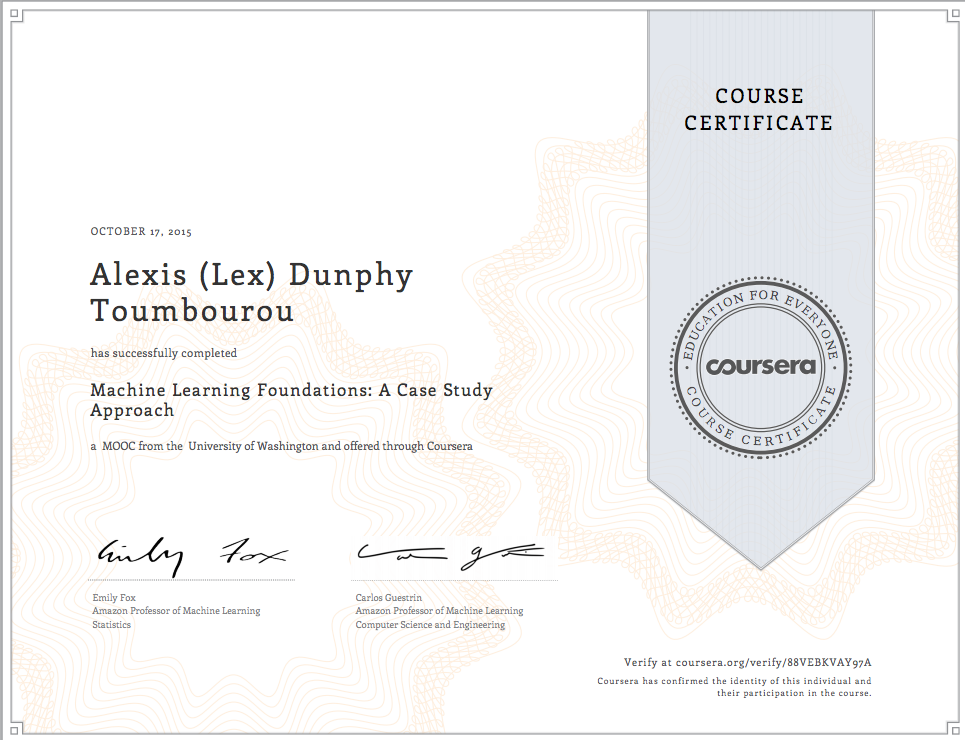 COURSE
CERTIFICATE
OCTOBER 17, 2015
Alexis (Lex) Dunphy
Toumbourou
has successfully completed
Machine Learning Foundations: A Case Study
Approach
a MOOC from the University of Washington and offered through Coursera
EDUCATION FOR EVERYONE
coursera
COURSE CERTIFICATE
Emily Fox
Emily Fox
Amazon Professor of Machine Learning
Statistics
Carlos Guestrin
Amazon Professor of Machine Learning
Computer Science and Engineering
Verify at coursera.org/verify/88VEBKVAY97A
Coursera has confirmed the identity of this individual and
their participation in the course.